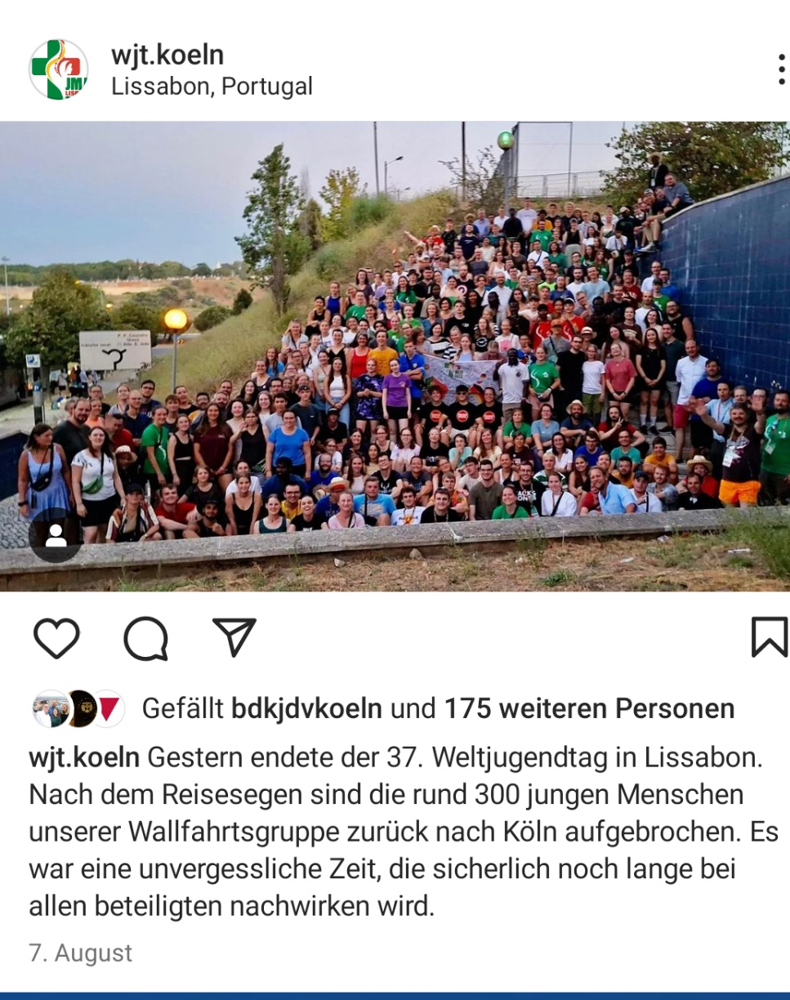 wjt.koeln
Lissabon, Portugal
JM
LISB
Gefällt bdkjdvkoeln und 175 weiteren Personen
wjt.koeln Gestern endete der 37. Weltjugendtag in Lissabon.
Nach dem Reisesegen sind die rund 300 jungen Menschen
unserer Wallfahrtsgruppe zurück nach Köln aufgebrochen. Es
war eine unvergessliche Zeit, die sicherlich noch lange bei
allen beteiligten nachwirken wird.
7. August